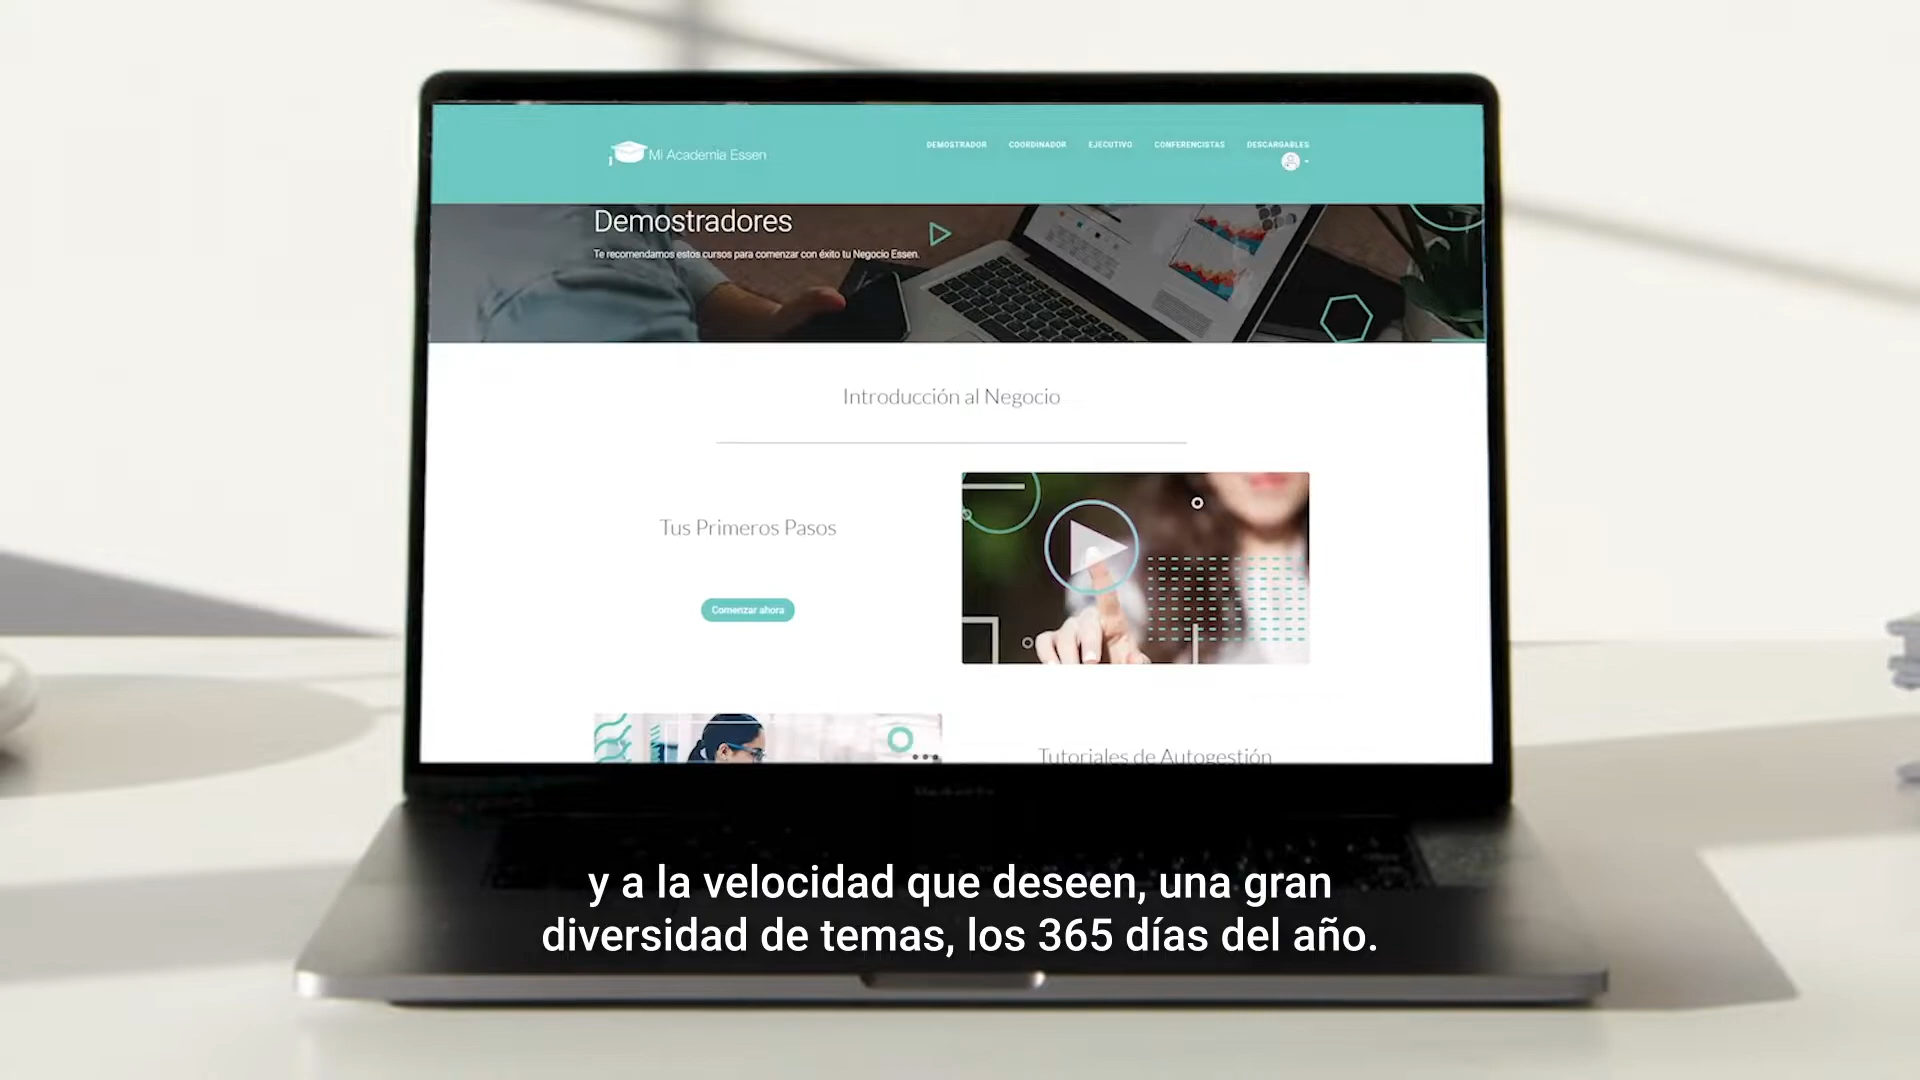 Mi Academia Essen
DEMOSTRADOR COORDINADOR EJECUTIVO CONFERENCISTAS DESCARGABLES
Demostradores
Te recomendamos estos cursos para comenzar con éxito tu Negocio Essen.
Introducción al Negocio
Tus Primeros Pasos
Comenzar ahora
Tutoriales de Autogestión
y a la velocidad que deseen, una gran
diversidad de temas, los 365 días del año.